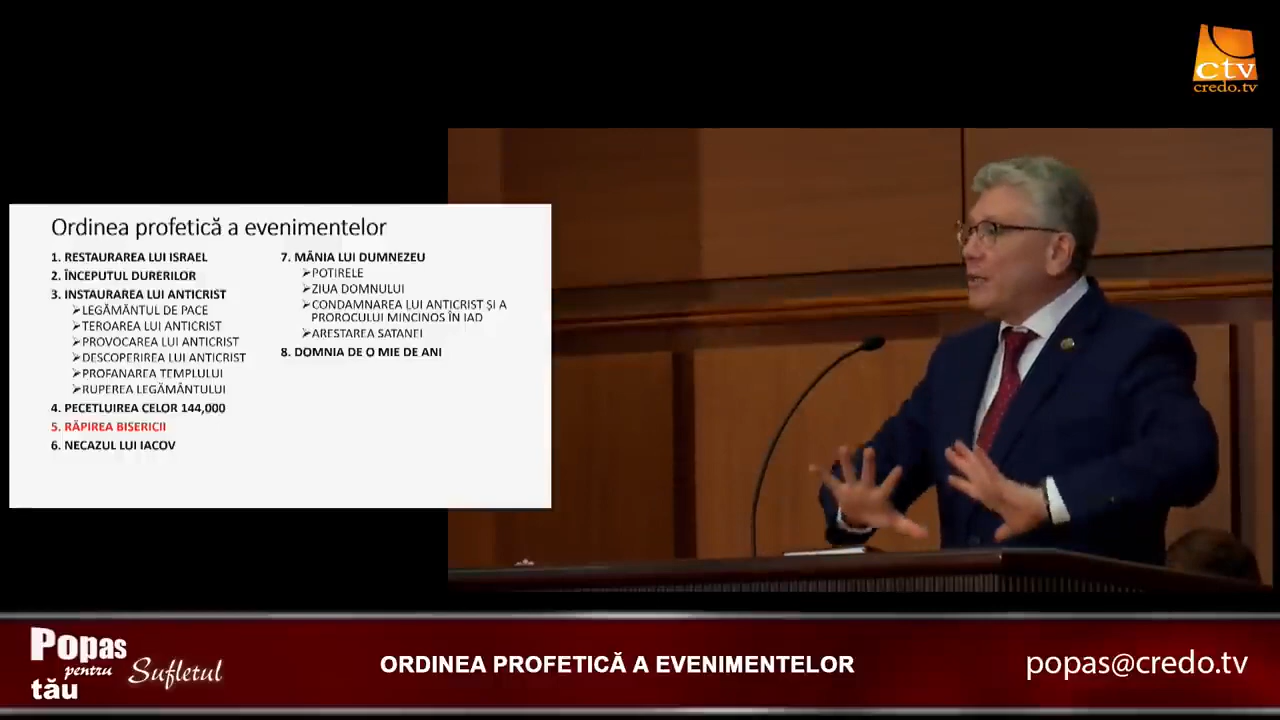 ctv
credo.tv
Ordinea profetică a evenimentelor
1. RESTAURAREA LUI ISRAEL
2. ÎNCEPUTUL DURERILOR
3. INSTAURAREA LUI ANTICRIST
➢LEGĂMÂNTUL DE PACE
➢TEROAREA LUI ANTICRIST
➢PROVOCAREA LUI ANTICRIST
➢DESCOPERIREA LUI ANTICRIST
➢PROFANAREA TEMPLULUI
➢RUPEREA LEGĂMÂNTULUI
4. PECETLUIREA CELOR 144,000
5. RĂPIREA BISERICII
6. NECAZUL LUI IACOV
7. MÂNIA LUI DUMNEZEU
➢POTIRELE
➢ZIUA DOMNULUI
➢CONDAMNAREA LUI ANTICRIST ȘI A
PROROCULUI MINCINOS ÎN IAD
➢ARESTAREA SATANEI
8. DOMNIA DE O MIE DE ANI
Popas
pentru
tău Sufletul
ORDINEA PROFETICĂ A EVENIMENTELOR
popas@credo.tv